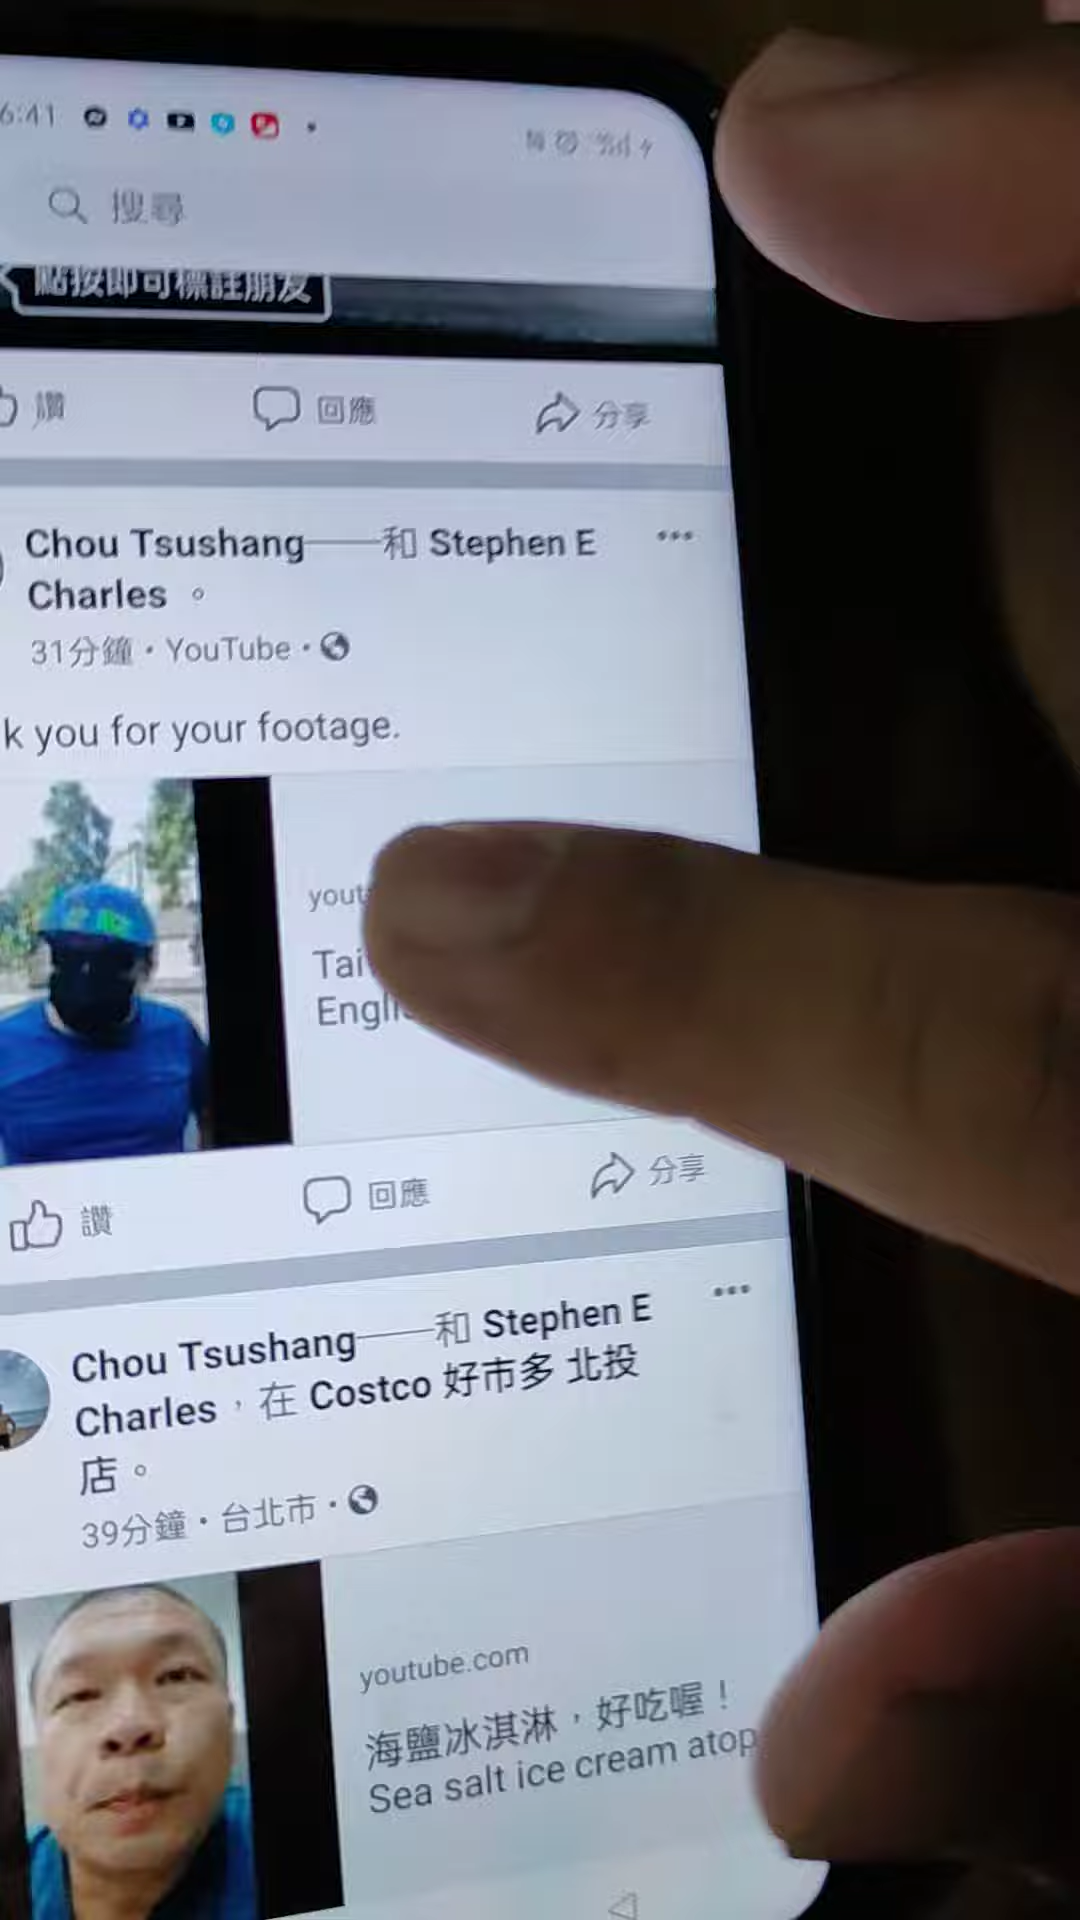 6:41
搜尋
點按即可標註朋友
讚 回應 分享
Chou Tsushang——和 Stephen E
Charles 。
31分鐘・YouTube・
k you for your footage.
yout
Tai
Engli
讚 回應 分享
Chou Tsushang——和 Stephen E
Charles,在 Costco 好市多 北投
店。
39分鐘・台北市・
youtube.com
海鹽冰淇淋,好吃喔!
Sea salt ice cream atop